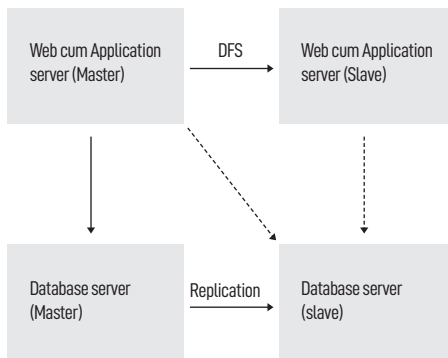 Web cum Application
server (Master)
DFS
Web cum Application
server (Slave)
Database server
(Master)
Replication
Database server
(slave)